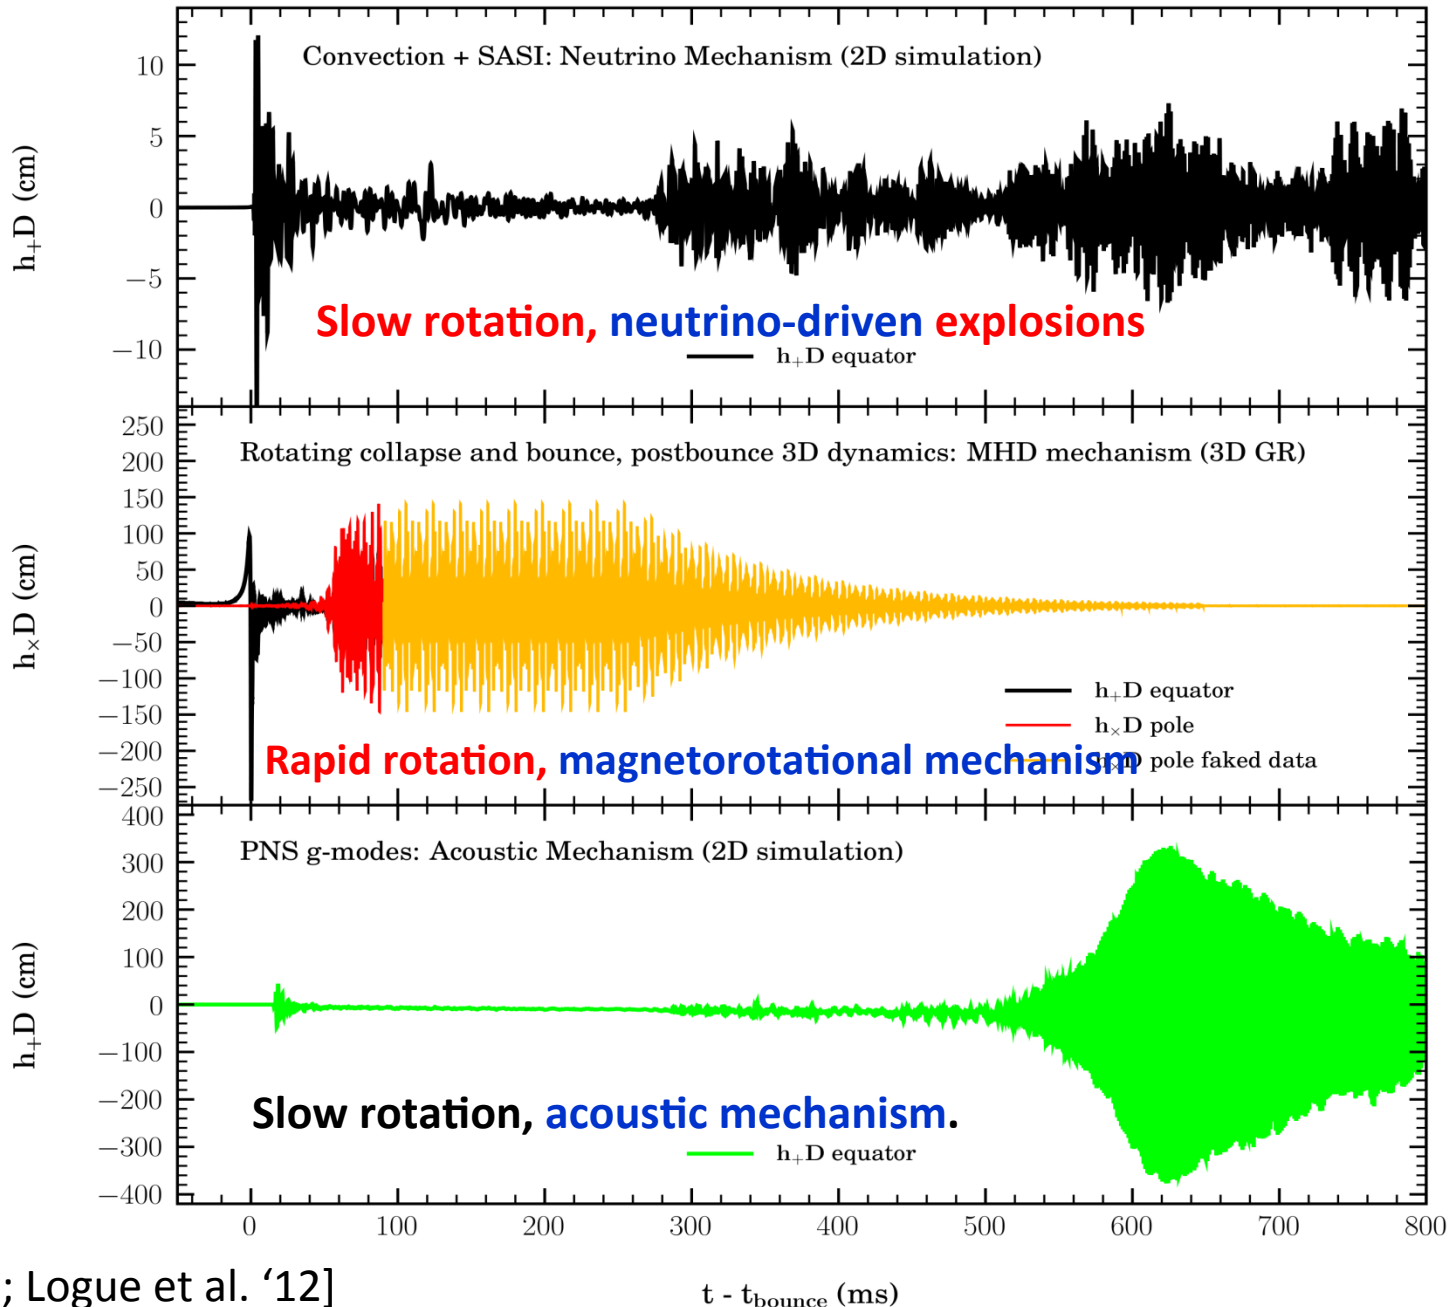 Convection + SASI: Neutrino Mechanism (2D simulation)
10
5
0
−5
−10
h₊D (cm)
Slow rotation, neutrino-driven explosions
h₊D equator
Rotating collapse and bounce, postbounce 3D dynamics: MHD mechanism (3D GR)
250
200
150
100
50
0
−50
−100
−150
−200
−250
h×D (cm)
h₊D equator
h×D pole
h×D pole faked data
Rapid rotation, magnetorotational mechanism
PNS g-modes: Acoustic Mechanism (2D simulation)
400
300
200
100
0
−100
−200
−300
−400
h₊D (cm)
Slow rotation, acoustic mechanism.
h₊D equator
0 100 200 300 400 500 600 700 800
t - t_bounce (ms)
; Logue et al. ‘12]